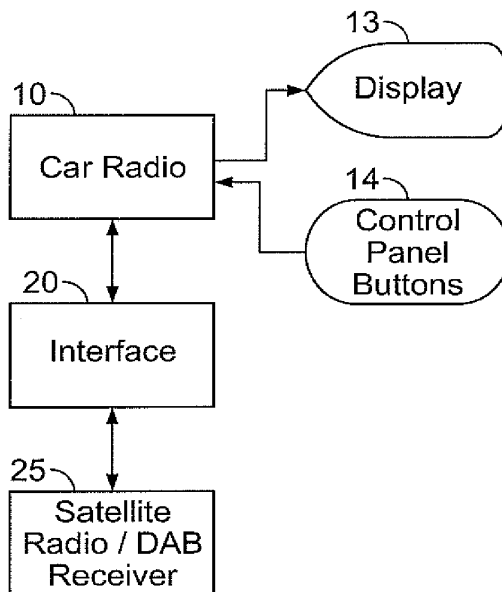 13
Display
10
Car Radio
14
Control
Panel
Buttons
20
Interface
25
Satellite
Radio / DAB
Receiver